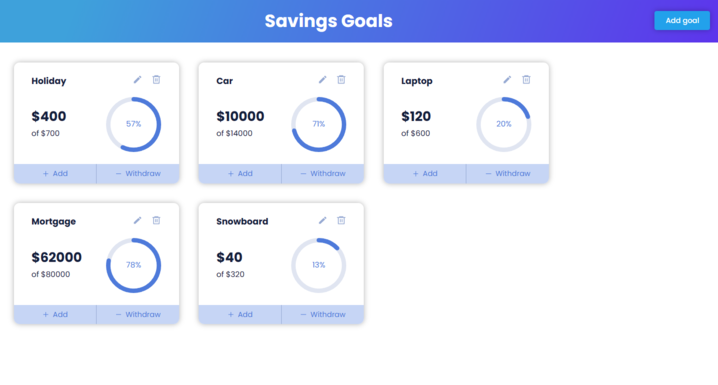 Savings Goals
Add goal
Holiday
$400
of $700
57%
+ Add
− Withdraw
Car
$10000
of $14000
71%
+ Add
− Withdraw
Laptop
$120
of $600
20%
+ Add
− Withdraw
Mortgage
$62000
of $80000
78%
+ Add
− Withdraw
Snowboard
$40
of $320
13%
+ Add
− Withdraw